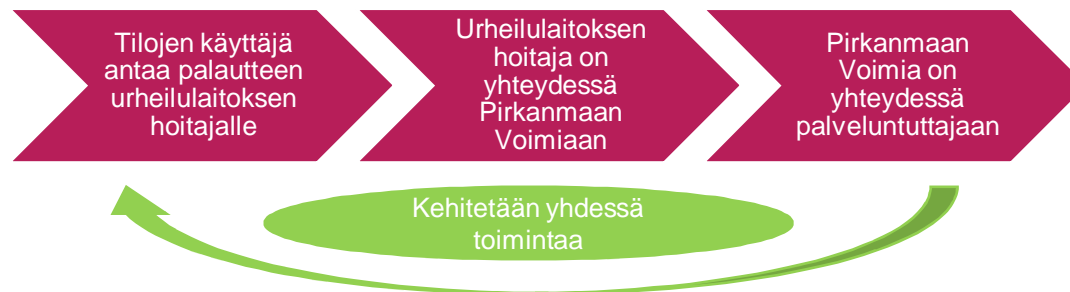 Tilojen käyttäjä
antaa palautteen
urheilulaitoksen
hoitajalle
Urheilulaitoksen
hoitaja on
yhteydessä
Pirkanmaan
Voimiaan
Pirkanmaan
Voimia on
yhteydessä
palveluntuttajaan
Kehitetään yhdessä
toimintaa